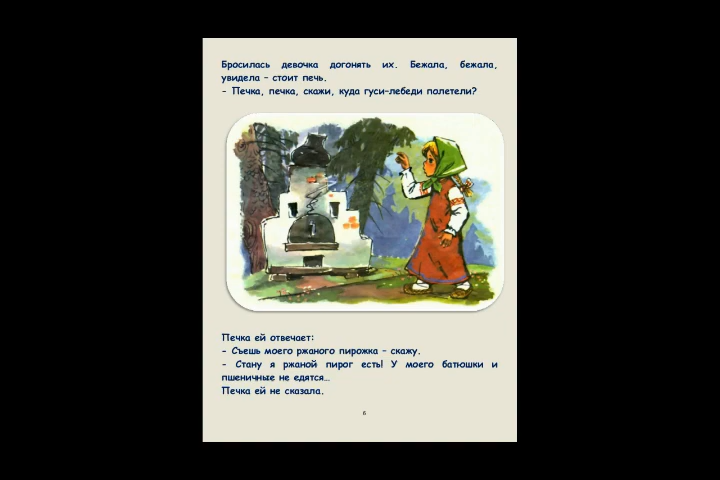 Бросилась девочка догонять их. Бежала, бежала,
увидела – стоит печь.
- Печка, печка, скажи, куда гуси-лебеди полетели?
Печка ей отвечает:
- Съешь моего ржаного пирожка – скажу.
- Стану я ржаной пирог есть! У моего батюшки и
пшеничные не едятся...
Печка ей не сказала.
6